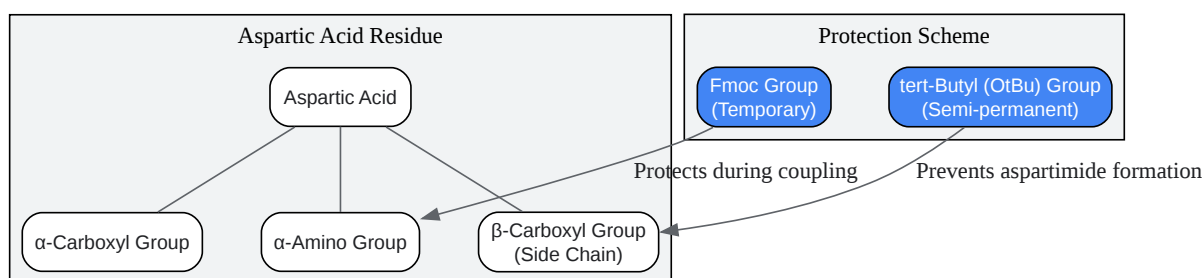 Aspartic Acid Residue
Protection Scheme
Aspartic Acid
Fmoc Group
(Temporary)
tert-Butyl (OtBu) Group
(Semi-permanent)
Protects during coupling
Prevents aspartimide formation
α-Carboxyl Group
α-Amino Group
β-Carboxyl Group
(Side Chain)